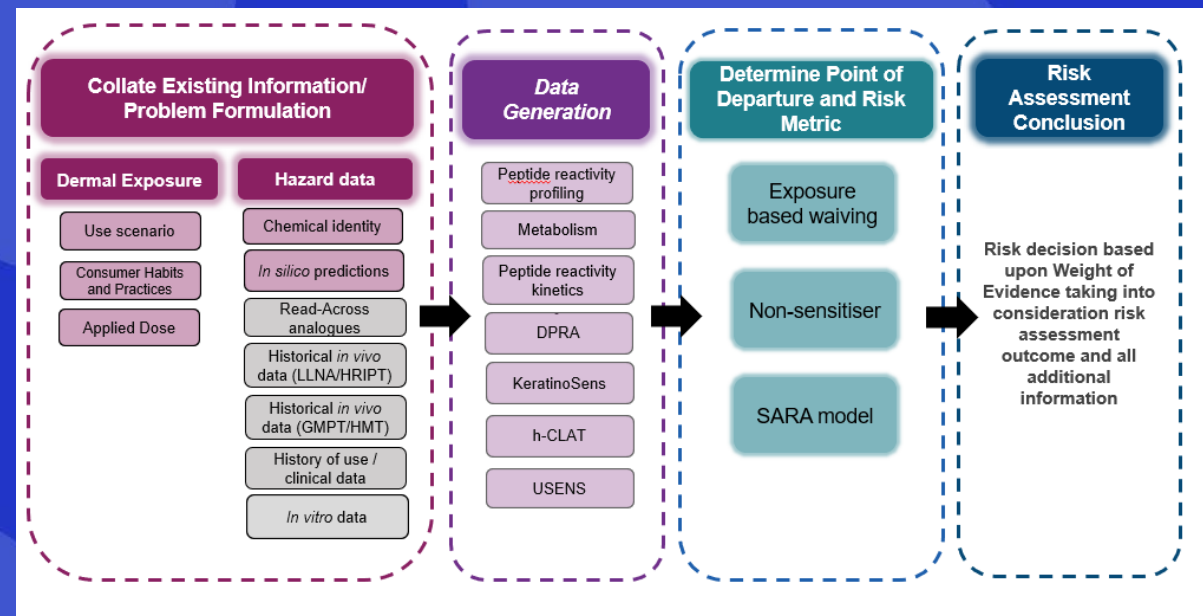 Collate Existing Information/
Problem Formulation
Dermal Exposure
Use scenario
Consumer Habits
and Practices
Applied Dose
Hazard data
Chemical identity
In silico predictions
Read-Across
analogues
Historical in vivo
data (LLNA/HRIPT)
Historical in vivo
data (GMPT/HMT)
History of use /
clinical data
In vitro data
Data
Generation
Peptide reactivity
profiling
Metabolism
Peptide reactivity
kinetics
DPRA
KeratinoSens
h-CLAT
USENS
Determine Point of
Departure and Risk
Metric
Exposure
based waiving
Non-sensitiser
SARA model
Risk
Assessment
Conclusion
Risk decision based
upon Weight of
Evidence taking into
consideration risk
assessment
outcome and all
additional
information